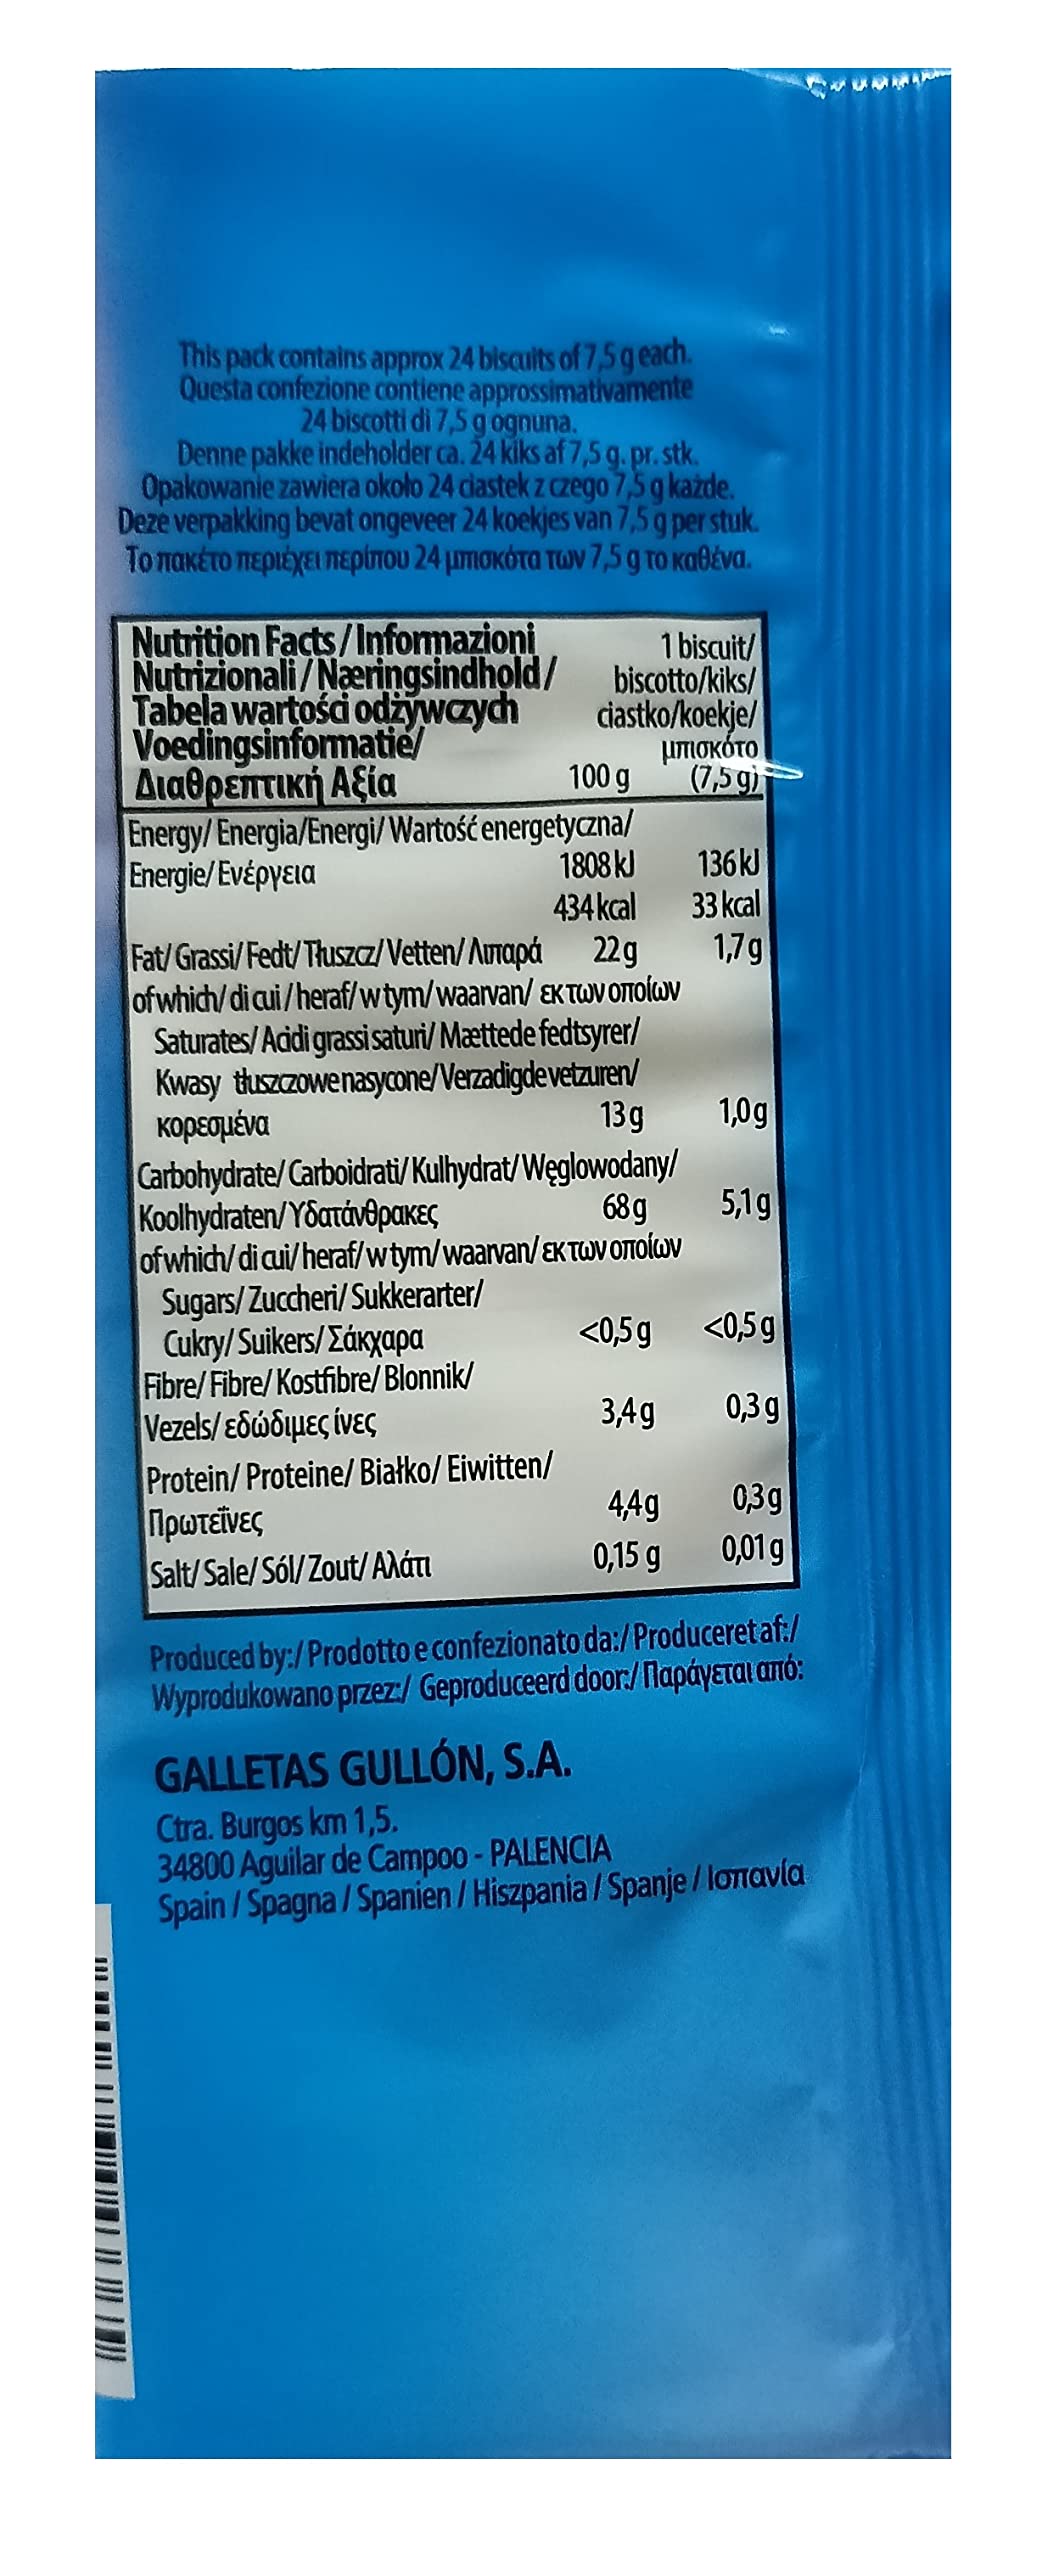 This pack contains approx 24 biscuits of 7,5 g each.
Questa confezione contiene approssimativamente
24 biscotti di 7,5 g ognuna.
Denne pakke indeholder ca. 24 kiks af 7,5 g. pr. stk.
Opakowanie zawiera około 24 ciastek z czego 7,5 g każde.
Deze verpakking bevat ongeveer 24 koekjes van 7,5 g per stuk.
Το πακέτο περιέχει περίπου 24 μπισκότα των 7,5 g το καθένα.
Nutrition Facts / Informazioni 1 biscuit/
Nutrizionali / Næringsindhold / biscotto/kiks/
Tabela wartości odżywczych ciastko/koekje/
Voedingsinformatie/ μπισκότο
Διαθρεπτική Αξία 100 g (7,5 g)
Energy/ Energia/Energi/ Wartość energetyczna/
Energie/ Ενέργεια 1808 kJ 136 kJ
434 kcal 33 kcal
Fat/ Grassi/ Fedt/ Tłuszcz/ Vetten/ Λιπαρά 22 g 1,7 g
of which/ di cui / heraf/ w tym/ waarvan/ εκ των οποίων
Saturates/ Acidi grassi saturi/ Mættede fedtsyrer/
Kwasy tłuszczowe nasycone/ Verzadigde vetzuren/
κορεσμένα 13 g 1,0 g
Carbohydrate/ Carboidrati/ Kulhydrat/ Węglowodany/
Koolhydraten/ Υδατάνθρακες 68 g 5,1 g
of which/ di cui/ heraf/ w tym/ waarvan/ εκ των οποίων
Sugars/ Zuccheri/ Sukkerarter/
Cukry/ Suikers/ Σάκχαρα <0,5 g <0,5 g
Fibre/ Fibre/ Kostfibre/ Blonnik/
Vezels/ εδώδιμες ίνες 3,4 g 0,3 g
Protein/ Proteine/ Białko/ Eiwitten/
Πρωτεΐνες 4,4 g 0,3 g
Salt/ Sale/ Sól/ Zout/ Αλάτι 0,15 g 0,01 g
Produced by:/ Prodotto e confezionato da:/ Produceret af:/
Wyprodukowano przez:/ Geproduceerd door:/ Παράγεται από:
GALLETAS GULLÓN, S.A.
Ctra. Burgos km 1,5.
34800 Aguilar de Campoo - PALENCIA
Spain / Spagna / Spanien / Hiszpania / Spanje / Ισπανία